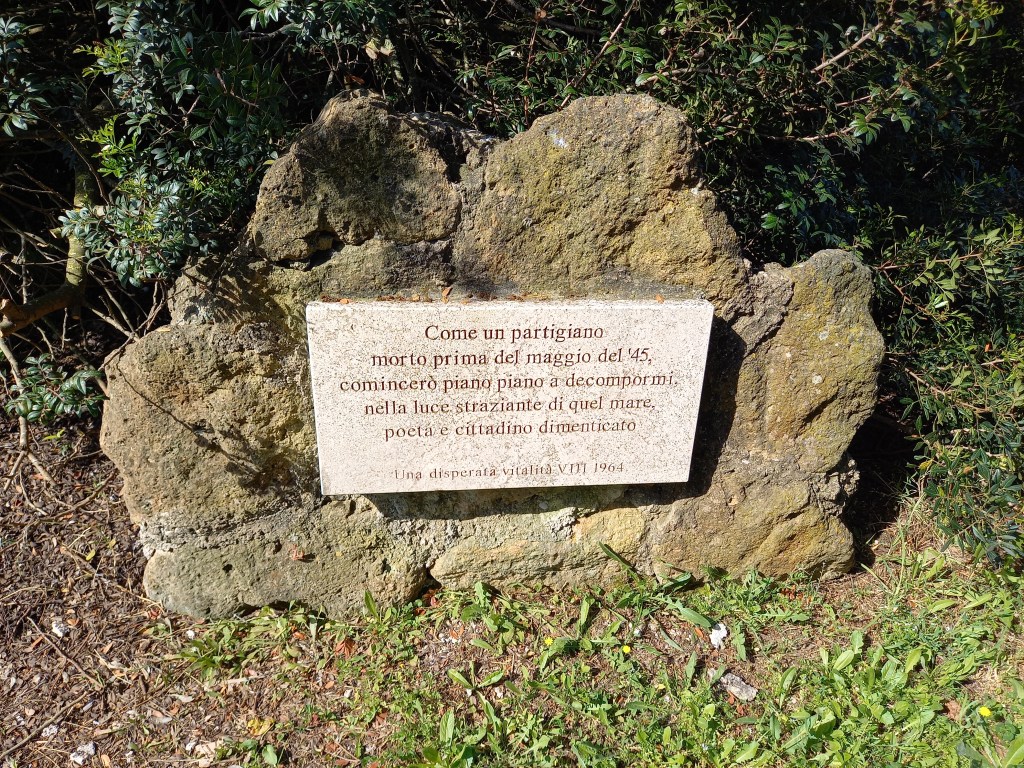 Come un partigiano
morto prima del maggio del '45,
comincerò piano piano a decompormi,
nella luce straziante di quel mare,
poeta e cittadino dimenticato
Una disperata vitalità VIII 1964